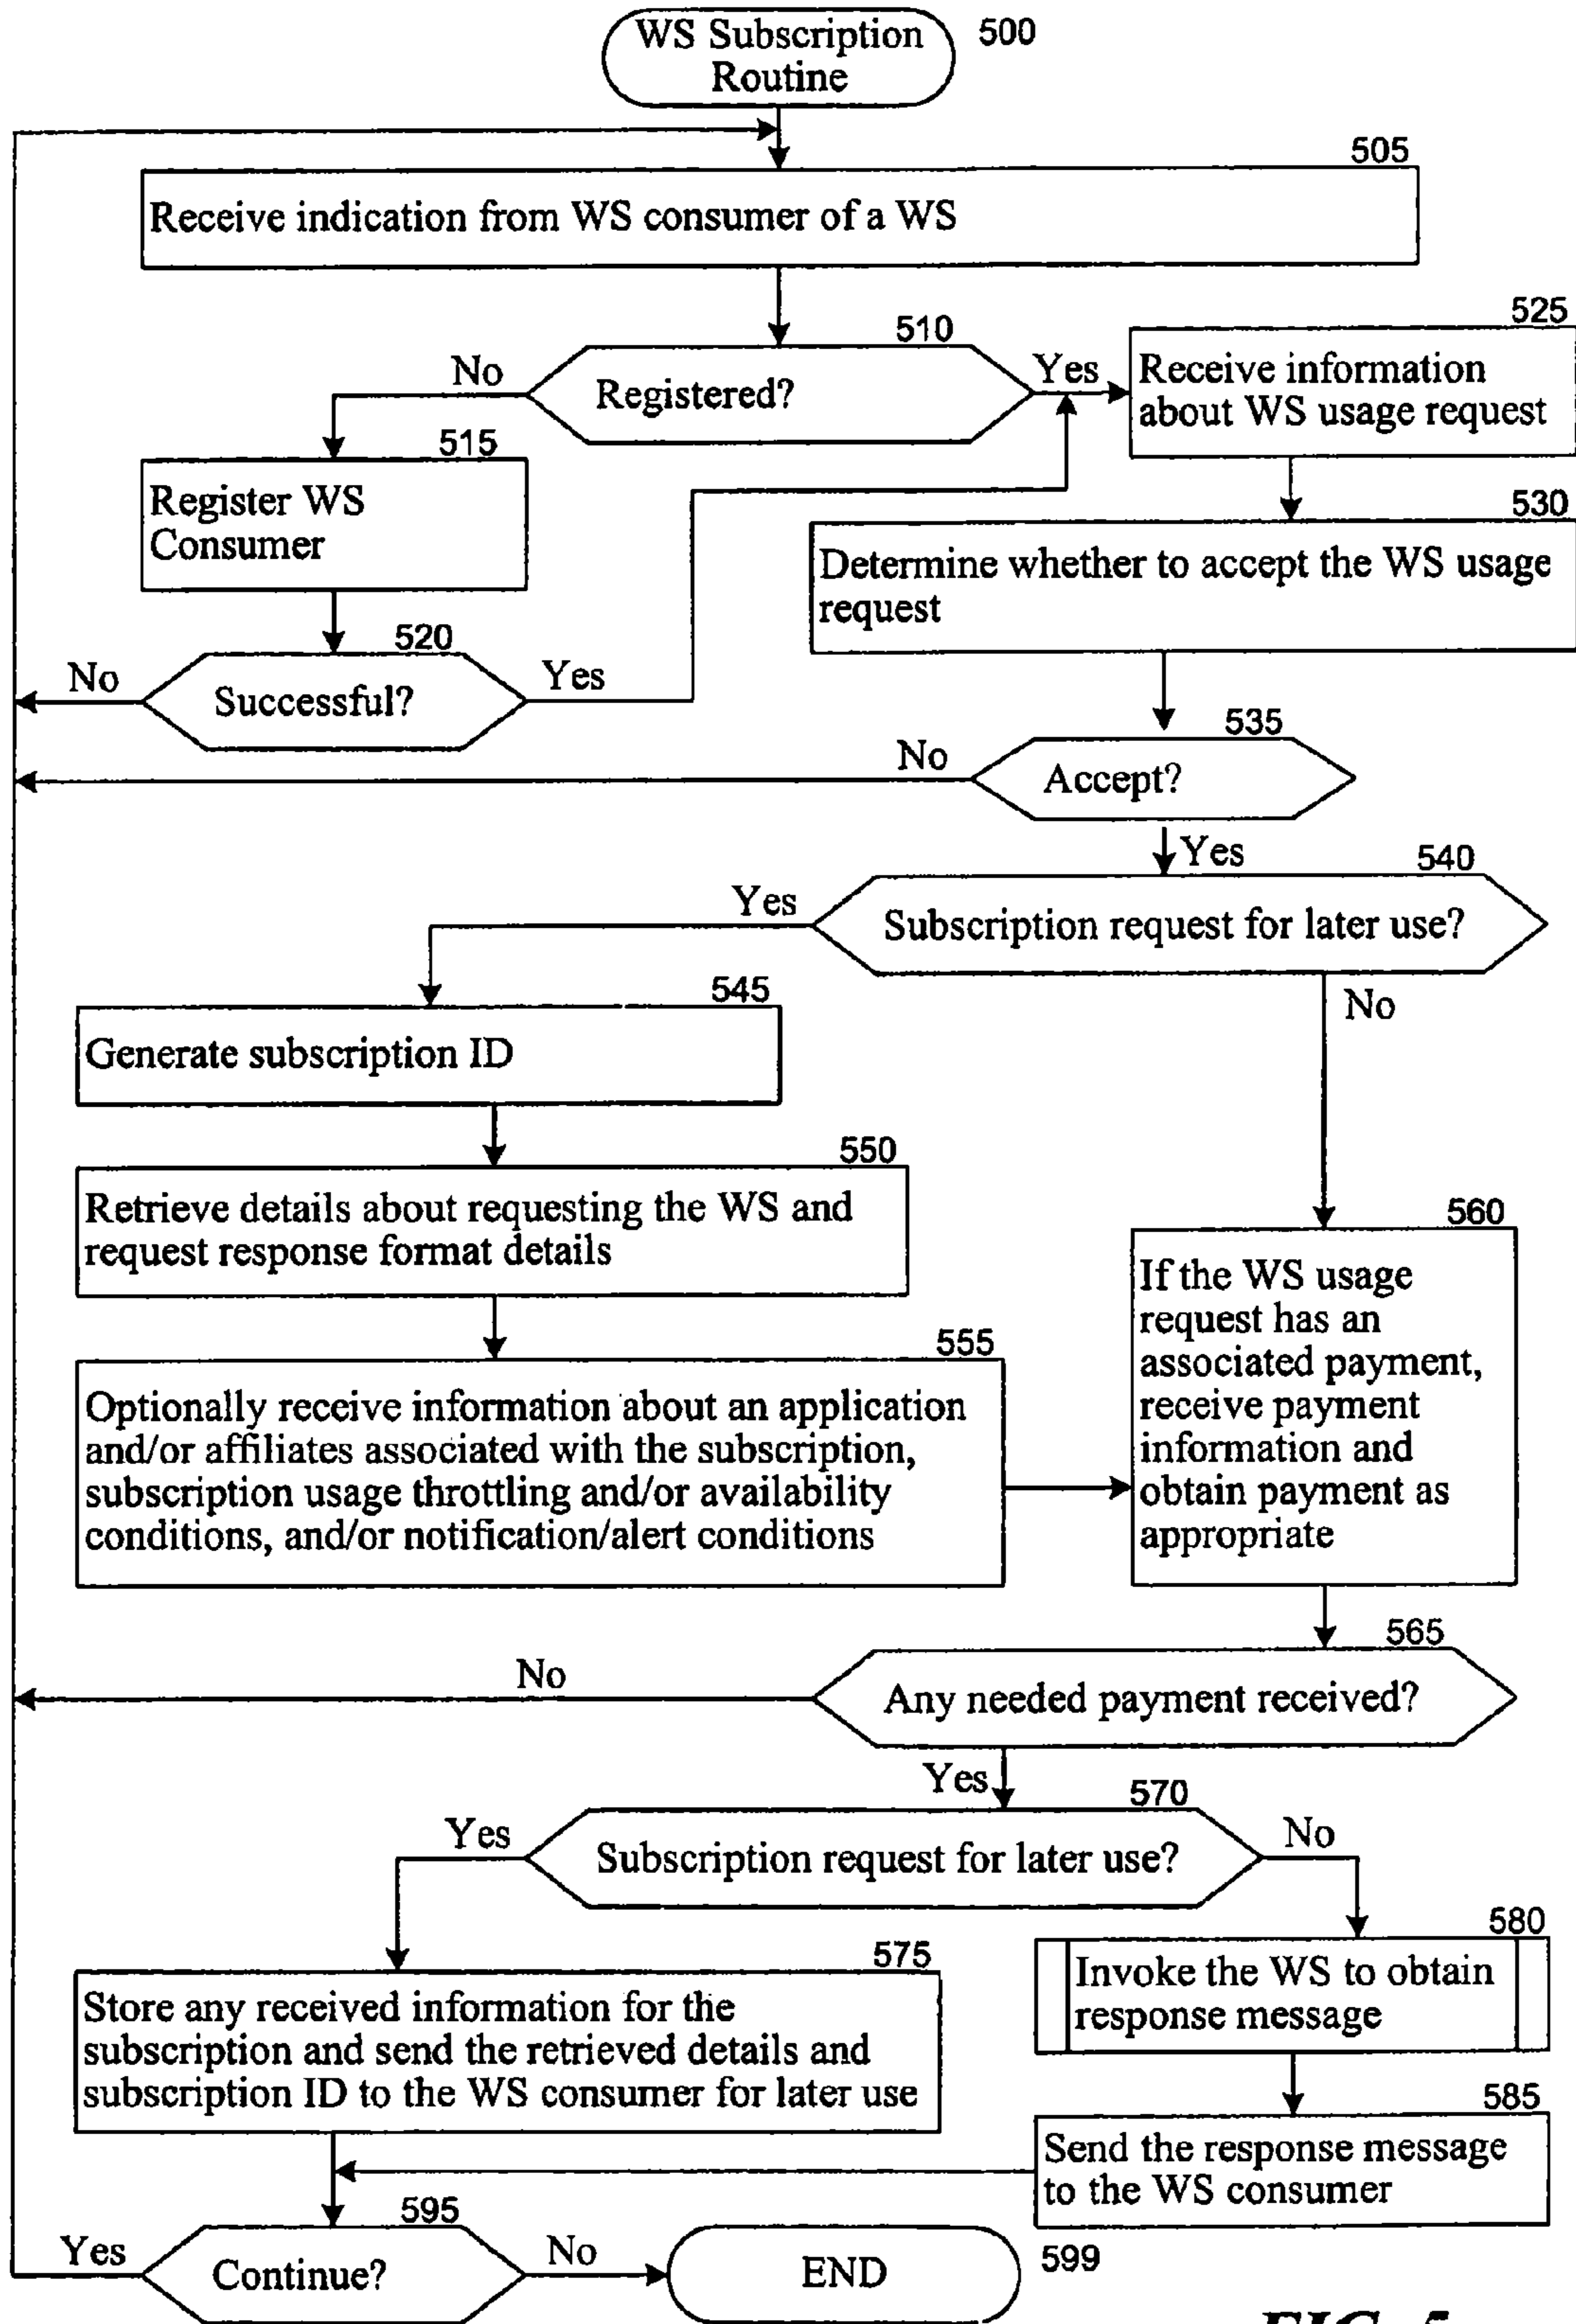 WS Subscription
Routine
500
505
Receive indication from WS consumer of a WS
510
Registered?
No
Yes
525
Receive information
about WS usage request
515
Register WS
Consumer
530
Determine whether to accept the WS usage
request
520
Successful?
No
Yes
535
Accept?
No
Yes
540
Subscription request for later use?
Yes
No
545
Generate subscription ID
550
Retrieve details about requesting the WS and
request response format details
555
Optionally receive information about an application
and/or affiliates associated with the subscription,
subscription usage throttling and/or availability
conditions, and/or notification/alert conditions
560
If the WS usage
request has an
associated payment,
receive payment
information and
obtain payment as
appropriate
565
Any needed payment received?
No
Yes
570
Subscription request for later use?
Yes
No
575
Store any received information for the
subscription and send the retrieved details and
subscription ID to the WS consumer for later use
580
Invoke the WS to obtain
response message
585
Send the response message
to the WS consumer
595
Continue?
Yes
No
END
599
FIG. 5